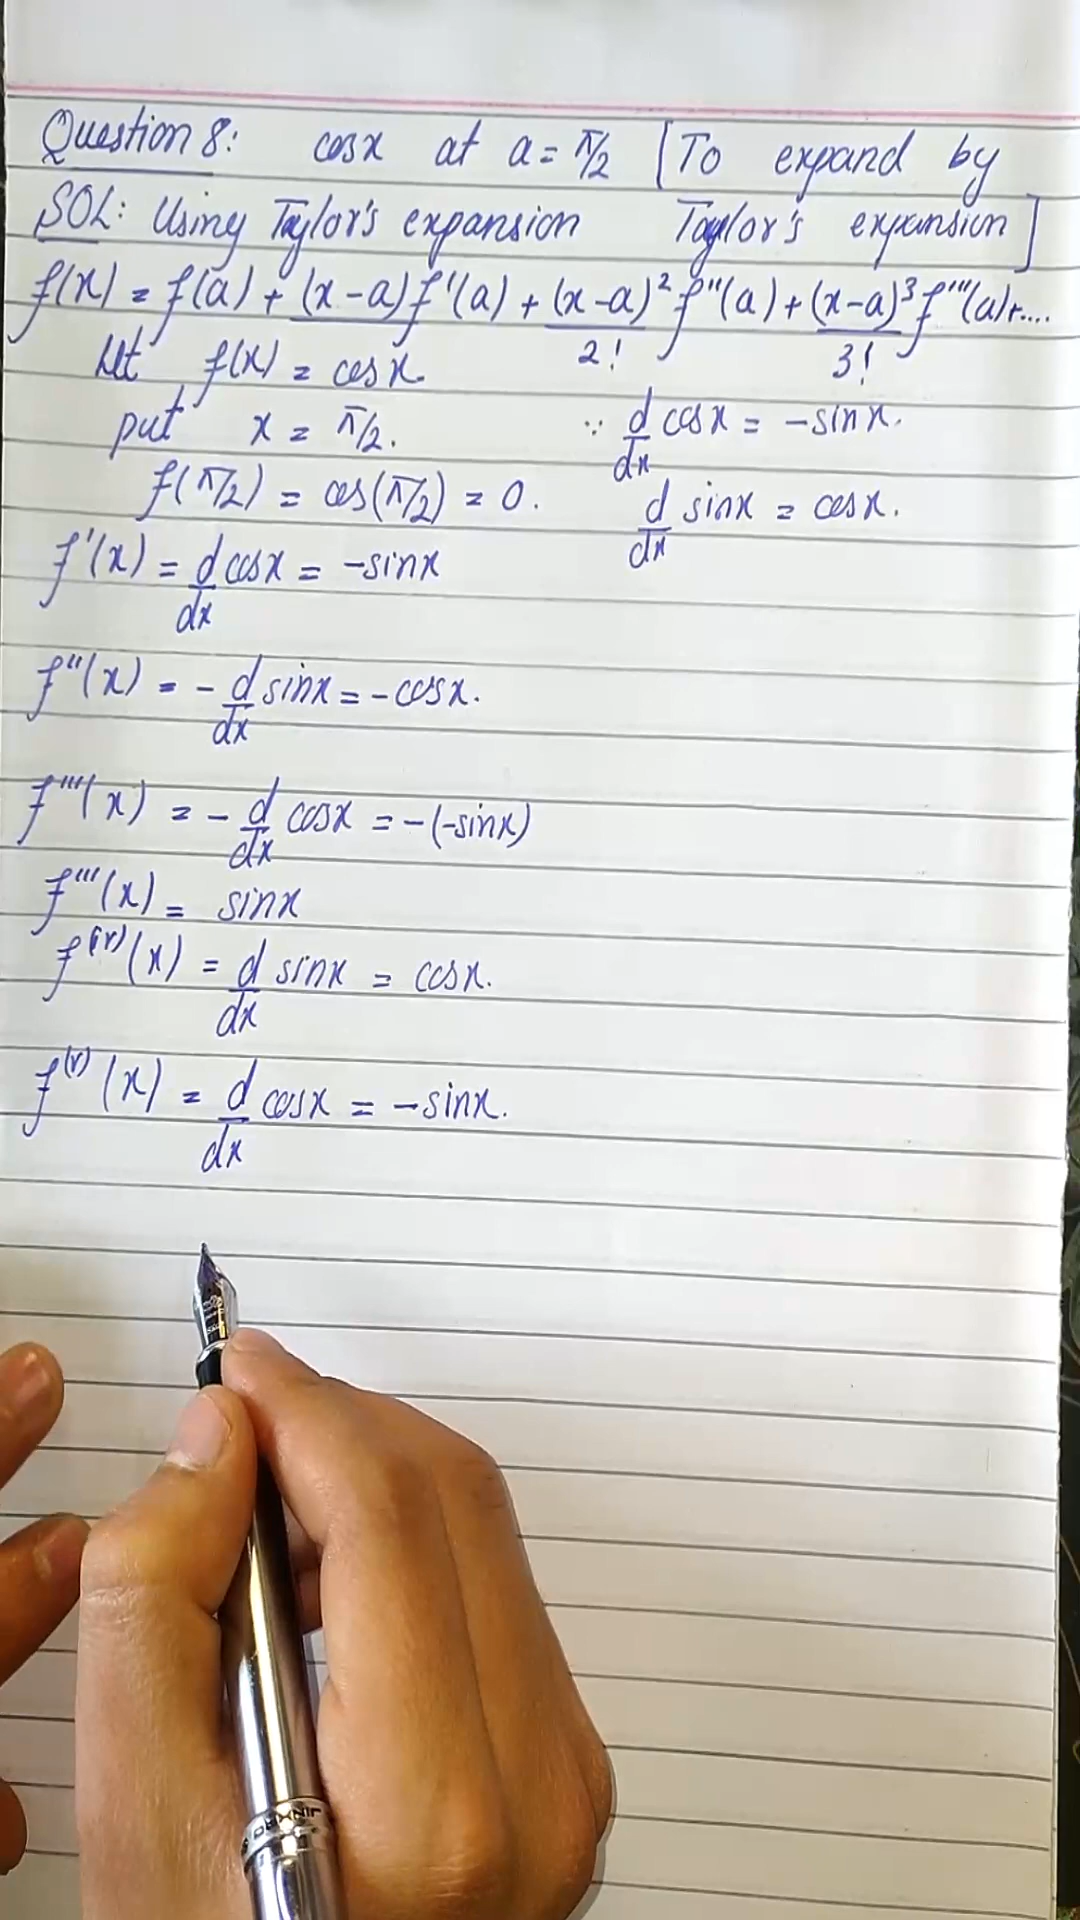 Question 8: cosx at a = π/2 [To expand by
SOL: Using Taylor's expansion Taylor's expansion]
f(x) = f(a) + (x-a) f'(a) + (x-a)²/2! f''(a) + (x-a)³/3! f'''(a)+....
Let f(x) = cosx.
put x = π/2. ∵ d/dx cosx = -sinx.
f(π/2) = cos(π/2) = 0. d/dx sinx = cosx.
f'(x) = d/dx cosx = -sinx
f''(x) = - d/dx sinx = -cosx.
f'''(x) = - d/dx cosx = -(-sinx)
f'''(x) = sinx
f⁽ⁱᵛ⁾(x) = d/dx sinx = cosx.
f⁽ᵛ⁾(x) = d/dx cosx = -sinx.
JINXRD